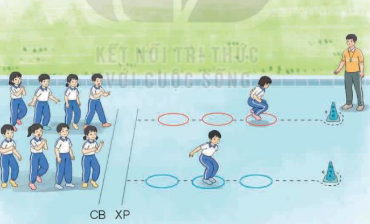 KẾT NỐI TRI THỨC
VỚI CUỘC SỐNG
CB XP